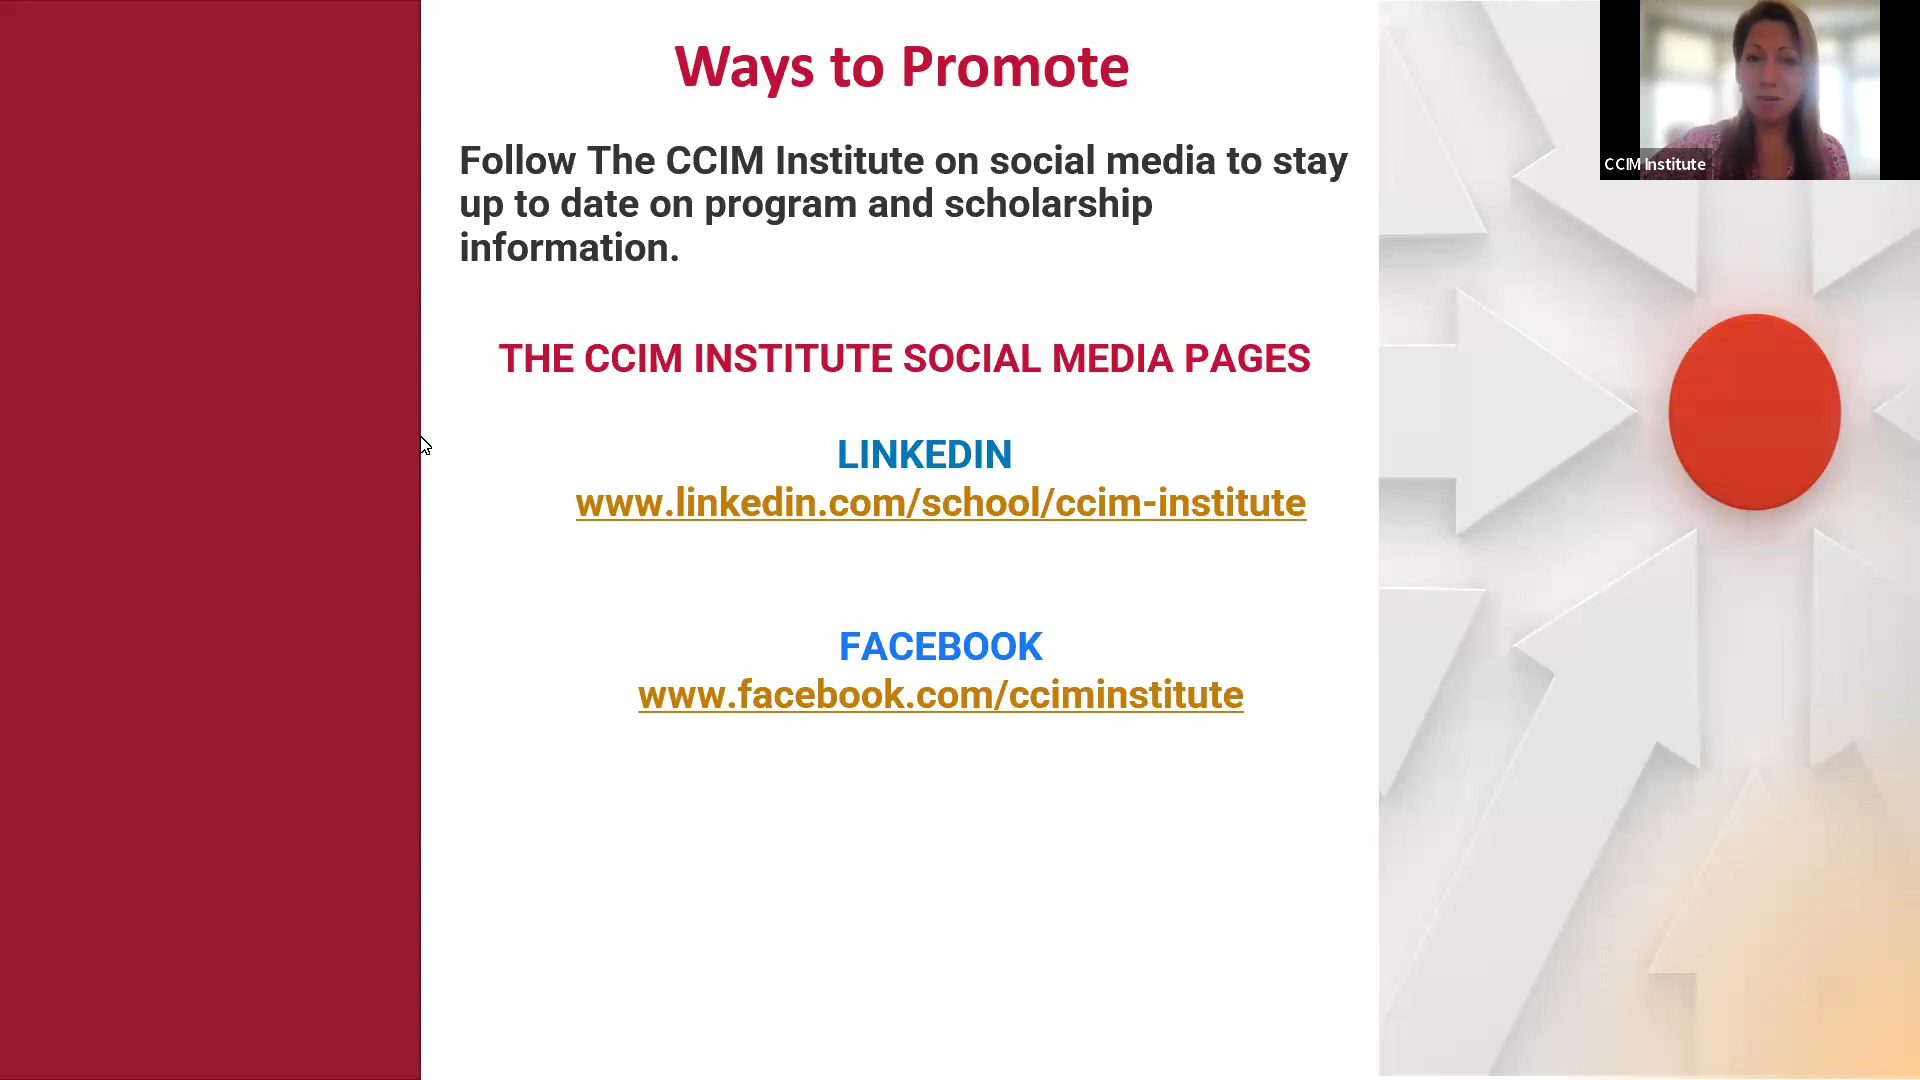 Ways to Promote
Follow The CCIM Institute on social media to stay
up to date on program and scholarship
information.
THE CCIM INSTITUTE SOCIAL MEDIA PAGES
LINKEDIN
www.linkedin.com/school/ccim-institute
FACEBOOK
www.facebook.com/cciminstitute
CCIM Institute